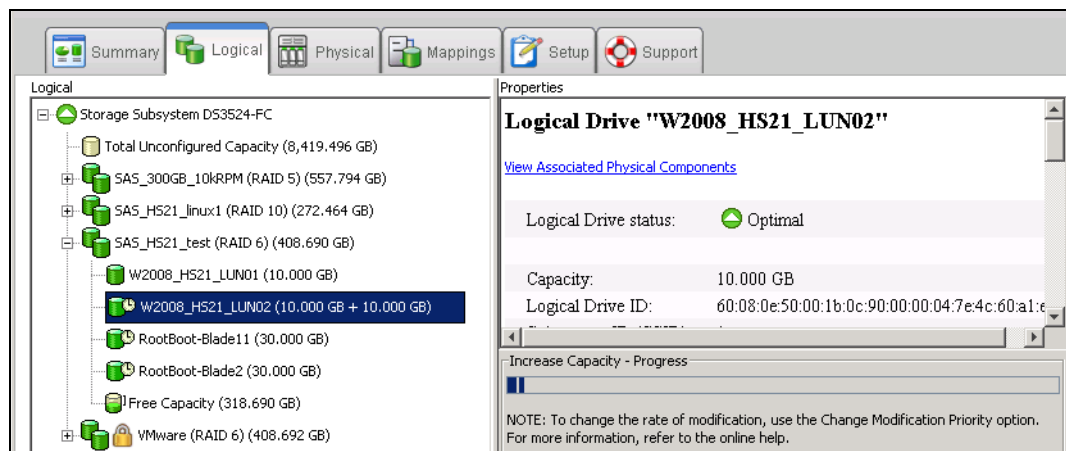 Summary Logical Physical Mappings Setup Support
Logical
Storage Subsystem DS3524-FC
Total Unconfigured Capacity (8,419.496 GB)
SAS_300GB_10kRPM (RAID 5) (557.794 GB)
SAS_HS21_linux1 (RAID 10) (272.464 GB)
SAS_HS21_test (RAID 6) (408.690 GB)
W2008_HS21_LUN01 (10.000 GB)
W2008_HS21_LUN02 (10.000 GB + 10.000 GB)
RootBoot-Blade11 (30.000 GB)
RootBoot-Blade2 (30.000 GB)
Free Capacity (318.690 GB)
VMware (RAID 6) (408.692 GB)
Properties
Logical Drive "W2008_HS21_LUN02"
View Associated Physical Components
Logical Drive status: Optimal
Capacity: 10.000 GB
Logical Drive ID: 60:08:0e:50:00:1b:0c:90:00:00:04:7e:4c:60:a1:e
Increase Capacity - Progress
NOTE: To change the rate of modification, use the Change Modification Priority option.
For more information, refer to the online help.